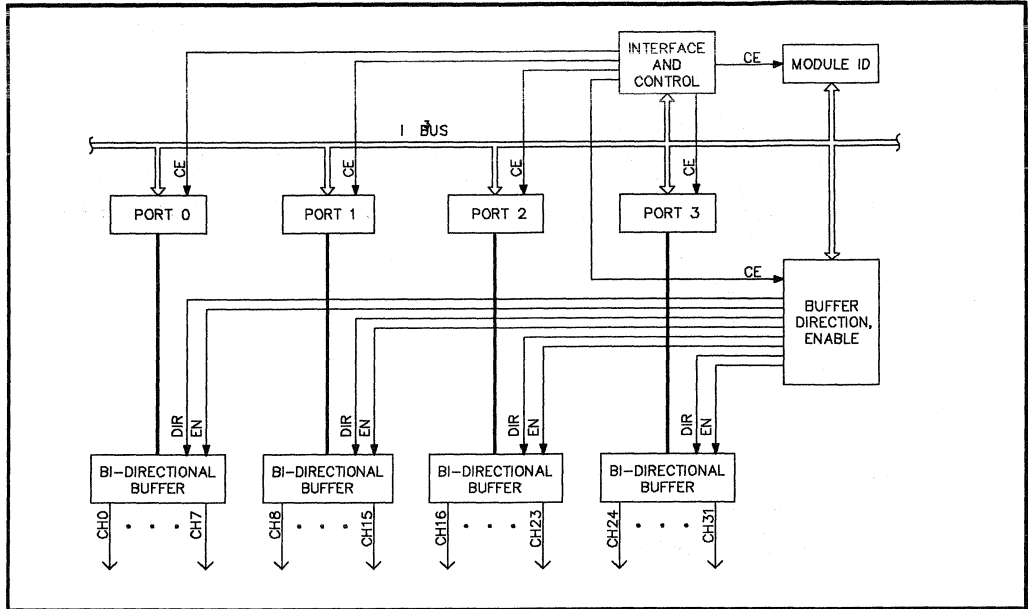 INTERFACE
AND
CONTROL
CE
MODULE ID
I3 BUS
CE
CE
CE
CE
PORT 0
PORT 1
PORT 2
PORT 3
CE
BUFFER
DIRECTION,
ENABLE
DIR
EN
DIR
EN
DIR
EN
DIR
EN
BI-DIRECTIONAL
BUFFER
BI-DIRECTIONAL
BUFFER
BI-DIRECTIONAL
BUFFER
BI-DIRECTIONAL
BUFFER
CH0 . . . CH7
CH8 . . . CH15
CH16 . . . CH23
CH24 . . . CH31